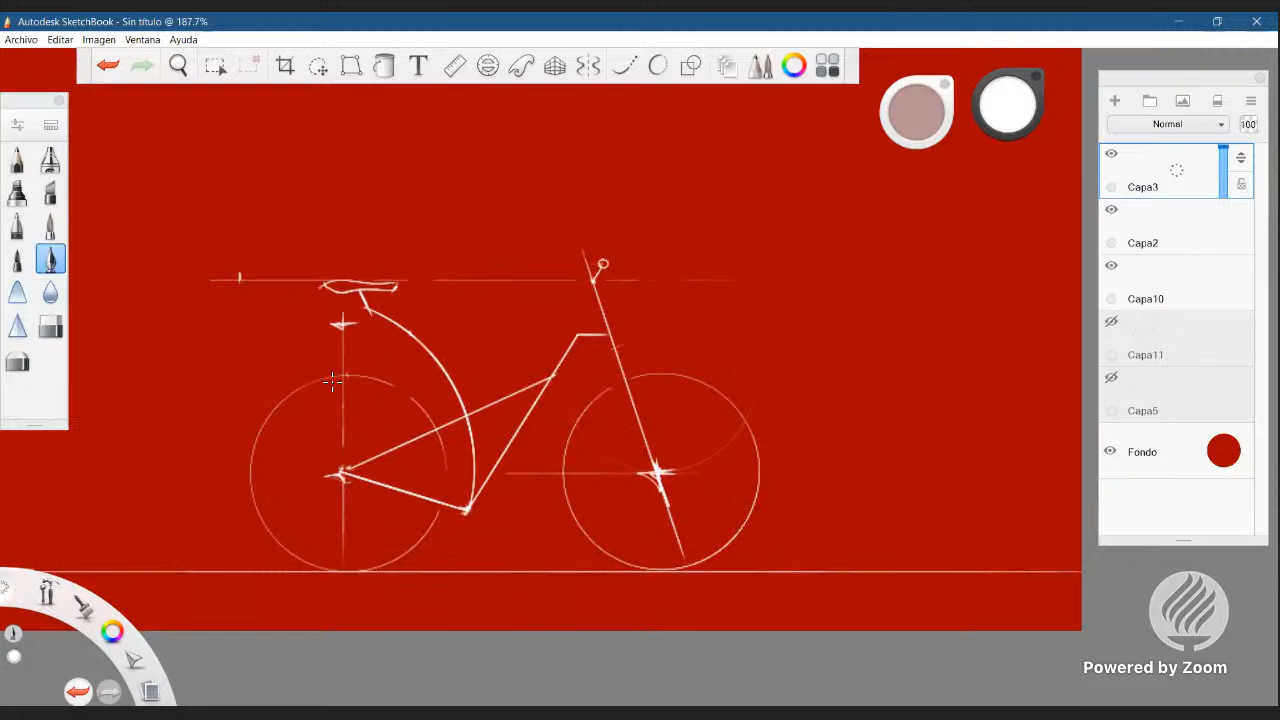 Autodesk SketchBook - Sin título @ 187.7%
Archivo Editar Imagen Ventana Ayuda
T
Normal 100
Capa3
Capa2
Capa10
Capa11
Capa5
Fondo
Powered by Zoom